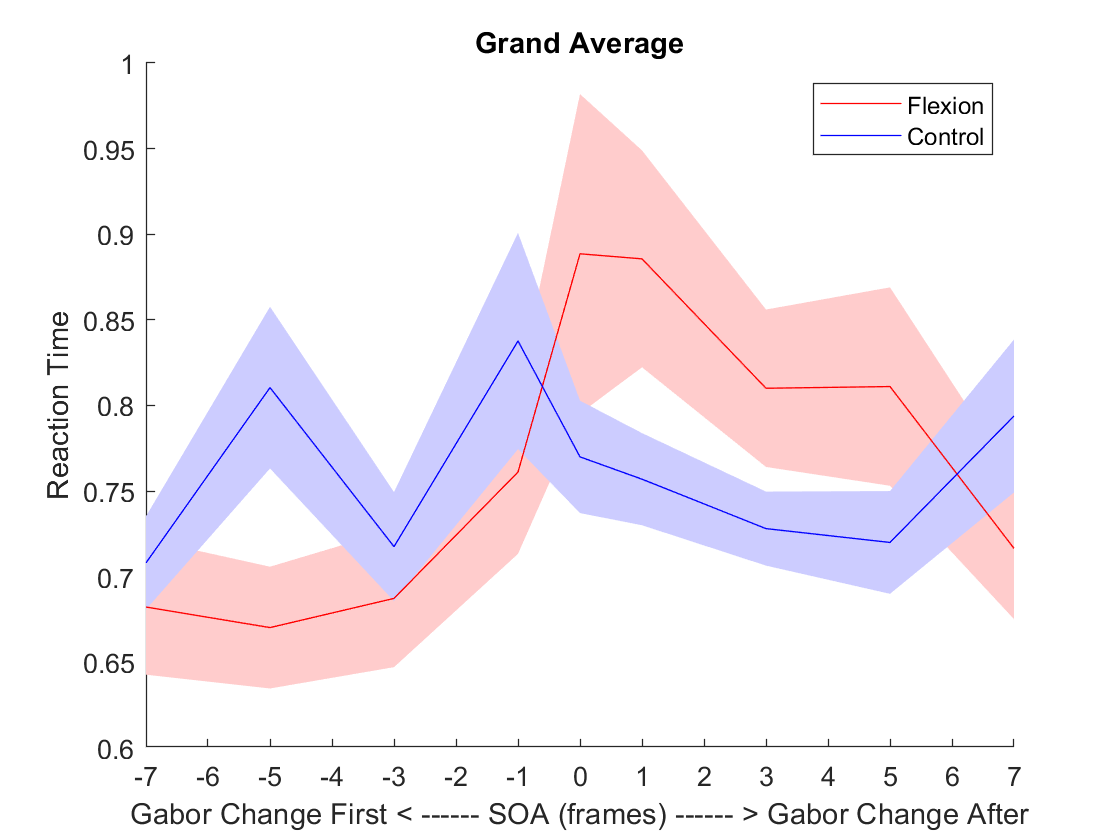 Grand Average
Flexion
Control
Reaction Time
1
0.95
0.9
0.85
0.8
0.75
0.7
0.65
0.6
-7 -6 -5 -4 -3 -2 -1 0 1 2 3 4 5 6 7
Gabor Change First < ------ SOA (frames) ------ > Gabor Change After